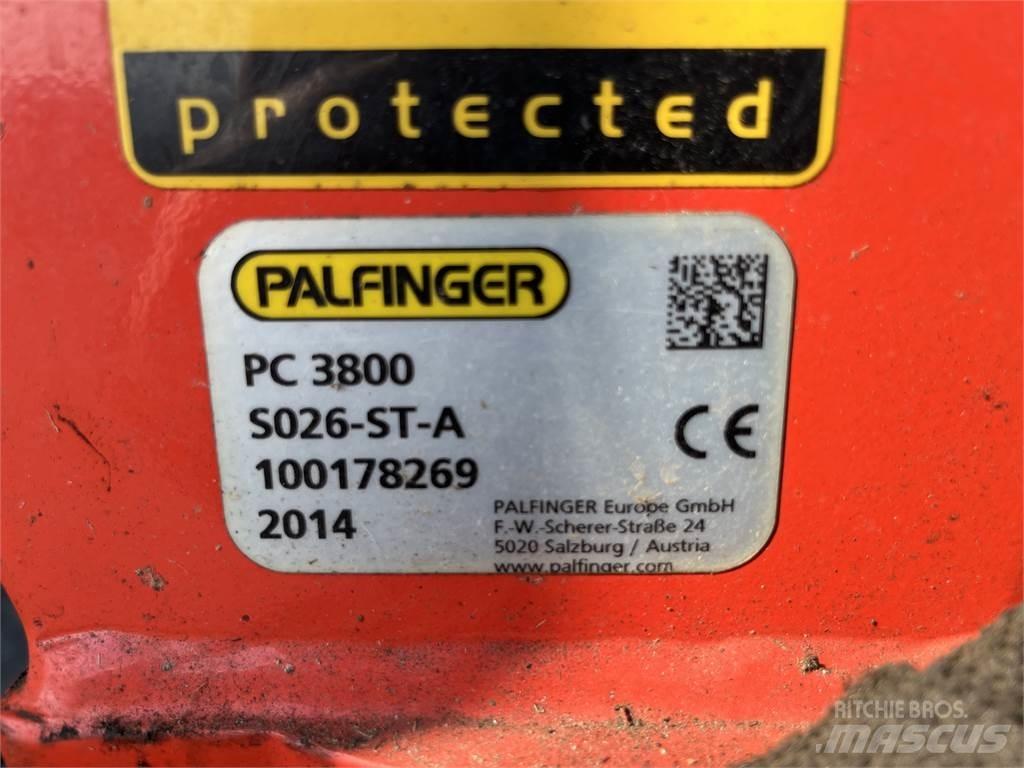 protected
PALFINGER
PC 3800
S026-ST-A
100178269
2014
PALFINGER Europe GmbH
F.-W.-Scherer-Straße 24
5020 Salzburg / Austria
www.palfinger.com
CE
RITCHIE BROS.
MASCUS